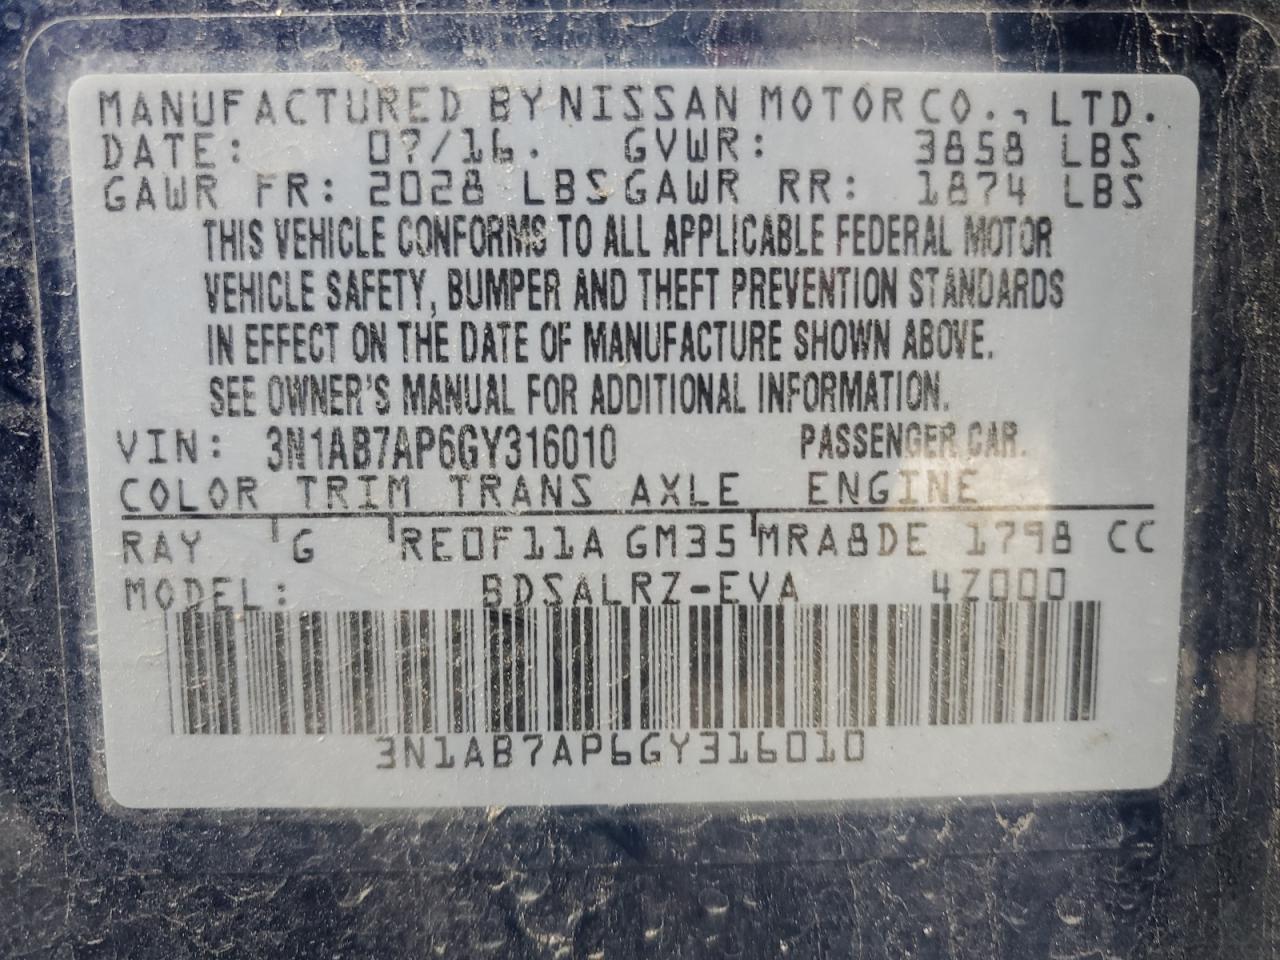 MANUFACTURED BY NISSAN MOTOR CO., LTD.
DATE: 07/16. GVWR: 3858 LBS
GAWR FR: 2028 LBS GAWR RR: 1874 LBS
THIS VEHICLE CONFORMS TO ALL APPLICABLE FEDERAL MOTOR
VEHICLE SAFETY, BUMPER AND THEFT PREVENTION STANDARDS
IN EFFECT ON THE DATE OF MANUFACTURE SHOWN ABOVE.
SEE OWNER'S MANUAL FOR ADDITIONAL INFORMATION.
VIN: 3N1AB7AP6GY316010 PASSENGER CAR.
COLOR TRIM TRANS AXLE ENGINE
RAY G RE0F11A GM35 MRA8DE 1798 CC
MODEL: BDSALRZ-EVA 4Z000
3N1AB7AP6GY316010